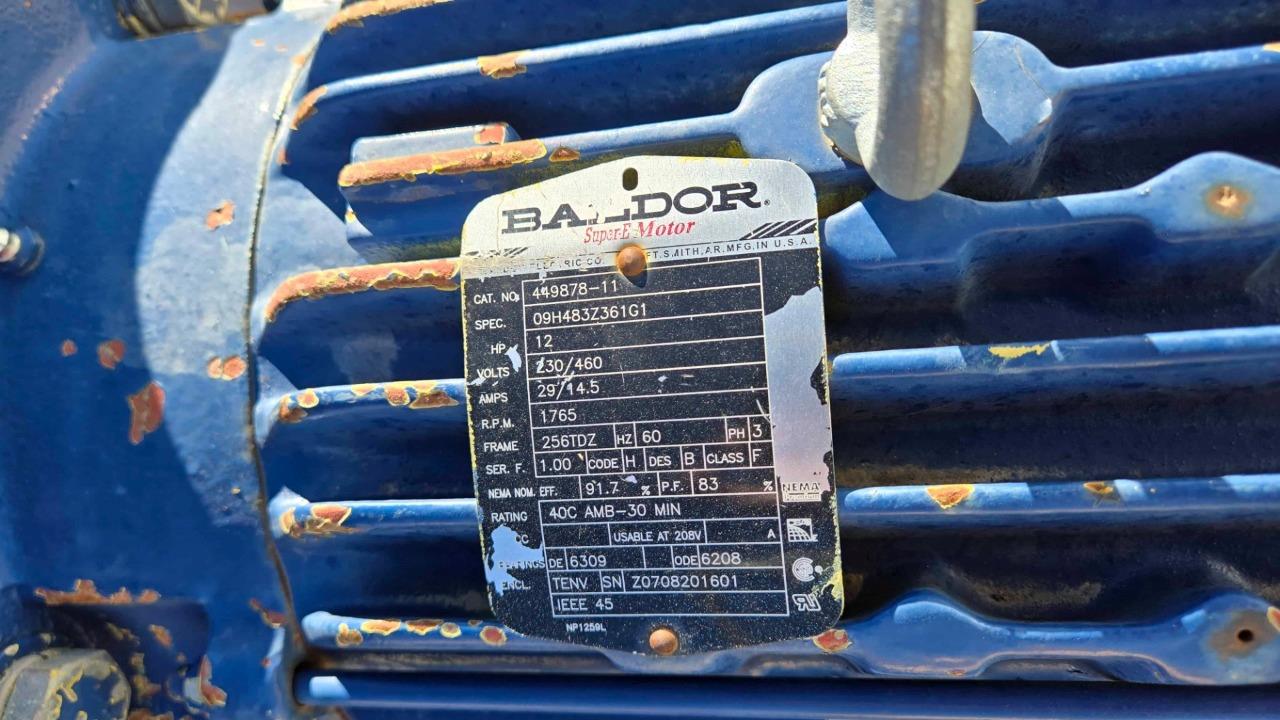 BALDOR
Super-E Motor
FT.SMITH,AR.MFG.IN U.S.A.
CAT. NO. 449878-11
SPEC. 09H483Z361G1
HP 12
VOLTS 230/460
AMPS 29/14.5
R.P.M. 1765
FRAME 256TDZ HZ 60 PH 3
SER. F. 1.00 CODE H DES B CLASS F
NEMA NOM. EFF. 91.7 % P.F. 83 %
NEMA
RATING 40C AMB-30 MIN
CC USABLE AT 208V A
DE 6309 ODE 6208
ENCL. TENV SN Z0708201601
IEEE 45
NP1259L